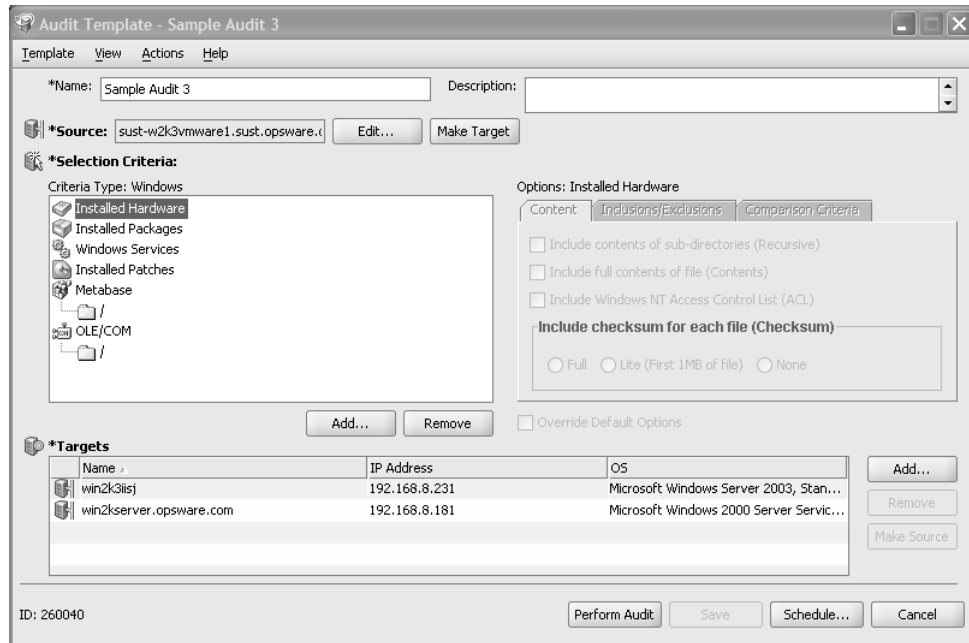 Audit Template - Sample Audit 3
Template View Actions Help
*Name: Sample Audit 3 Description:
*Source: sust-w2k3vmware1.sust.opsware.( Edit... Make Target
*Selection Criteria:
Criteria Type: Windows
Installed Hardware
Installed Packages
Windows Services
Installed Patches
Metabase
/
OLE/COM
/
Add... Remove
Options: Installed Hardware
Content Inclusions/Exclusions Comparison Criteria
Include contents of sub-directories (Recursive)
Include full contents of file (Contents)
Include Windows NT Access Control List (ACL)
Include checksum for each file (Checksum)
Full Lite (First 1MB of file) None
Override Default Options
*Targets
Name IP Address OS
win2k3iisj 192.168.8.231 Microsoft Windows Server 2003, Stan...
win2kserver.opsware.com 192.168.8.181 Microsoft Windows 2000 Server Servic...
Add...
Remove
Make Source
ID: 260040 Perform Audit Save Schedule... Cancel